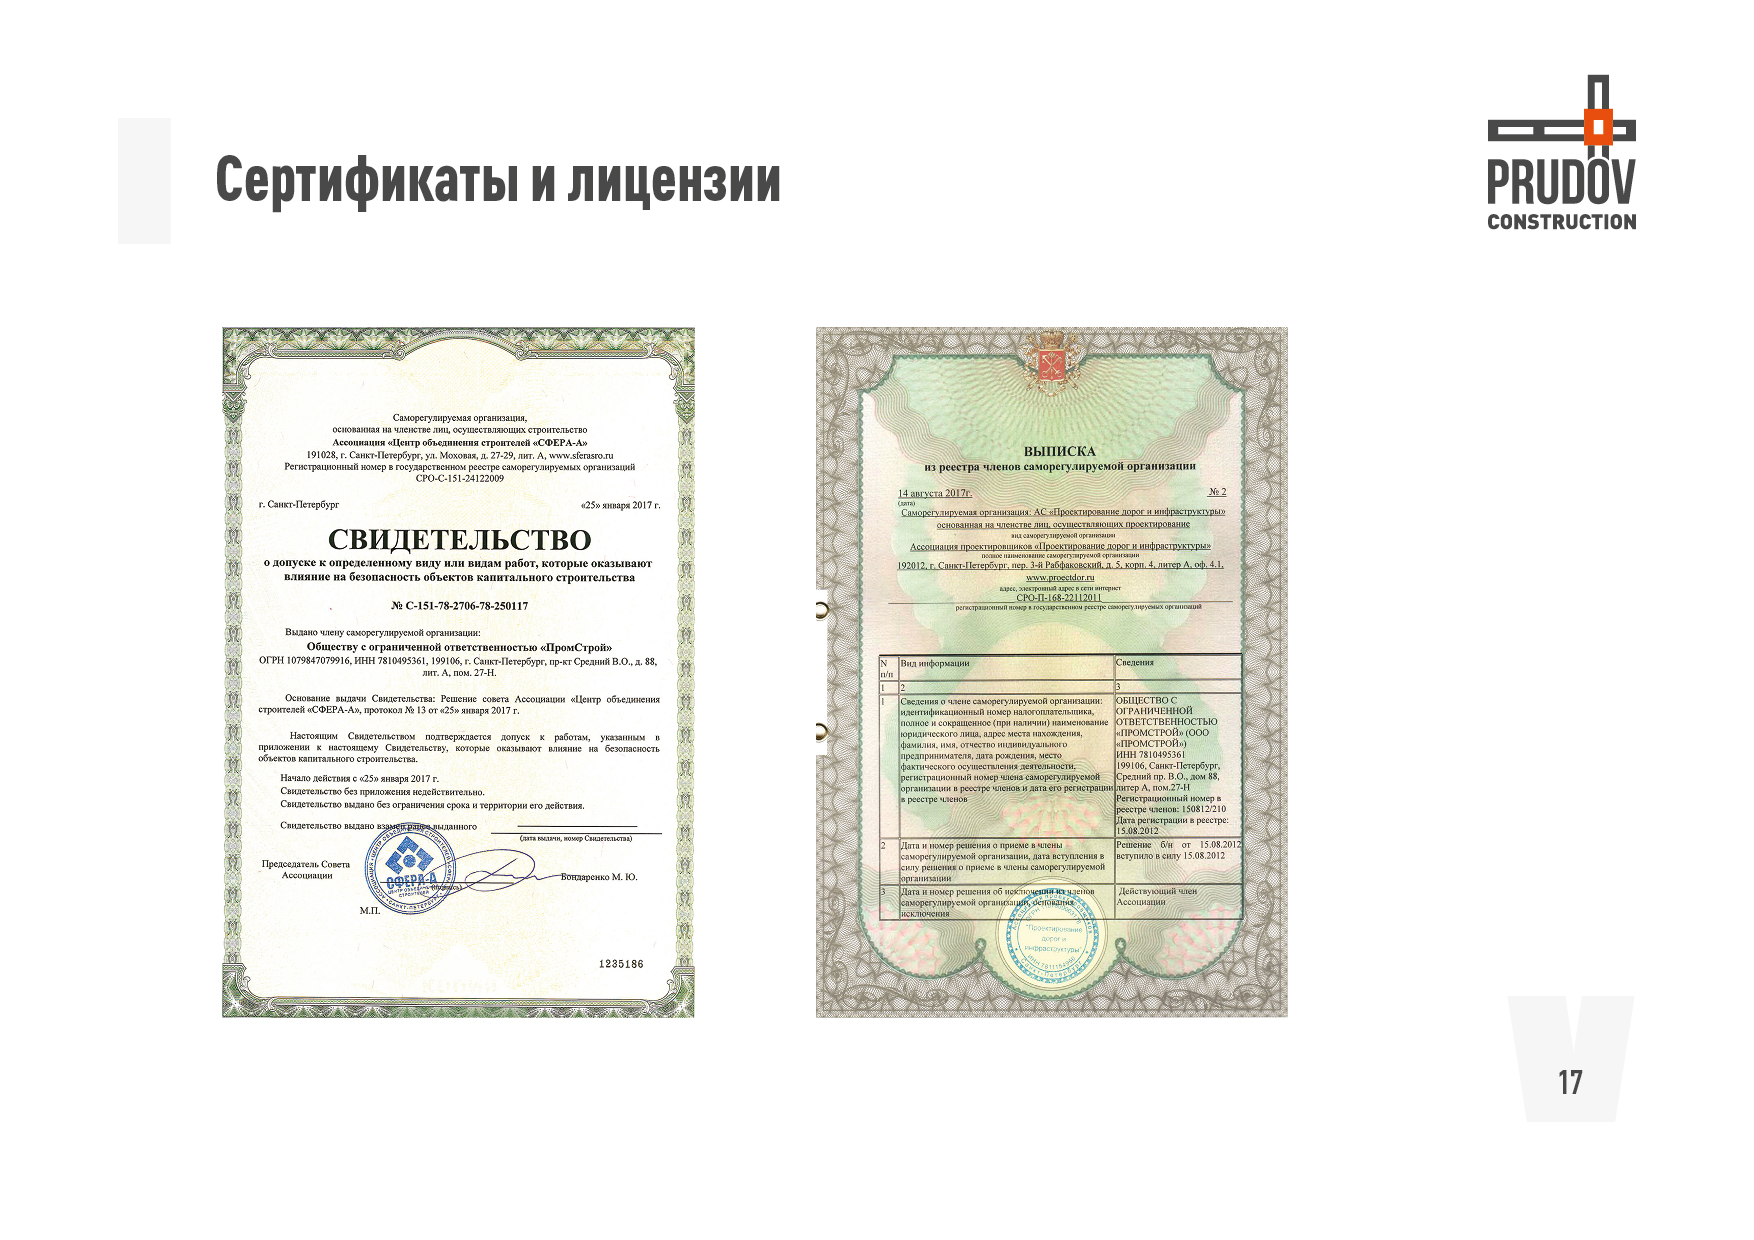 Сертификаты и лицензии
PRUDOV
CONSTRUCTION
Саморегулируемая организация,
основанная на членстве лиц, осуществляющих строительство
Ассоциация «Центр объединения строителей «СФЕРА-А»
191028, г. Санкт-Петербург, ул. Моховая, д. 27-29, лит. А, www.sferasro.ru
Регистрационный номер в государственном реестре саморегулируемых организаций
СРО-С-151-24122009
г. Санкт-Петербург «25» января 2017 г.
СВИДЕТЕЛЬСТВО
о допуске к определенному виду или видам работ, которые оказывают
влияние на безопасность объектов капитального строительства
№ С-151-78-2706-78-250117
Выдано члену саморегулируемой организации:
Обществу с ограниченной ответственностью «ПромСтрой»
ОГРН 1079847079916, ИНН 7810495361, 199106, г. Санкт-Петербург, пр-кт Средний В.О., д. 88,
лит. А, пом. 27-Н.
Основание выдачи Свидетельства: Решение совета Ассоциации «Центр объединения
строителей «СФЕРА-А», протокол № 13 от «25» января 2017 г.
Настоящим Свидетельством подтверждается допуск к работам, указанным в
приложении к настоящему Свидетельству, которые оказывают влияние на безопасность
объектов капитального строительства.
Начало действия с «25» января 2017 г.
Свидетельство без приложения недействительно.
Свидетельство выдано без ограничения срока и территории его действия.
Свидетельство выдано взамен ранее выданного
(дата выдачи, номер Свидетельства)
Председатель Совета
Ассоциации
СФЕРА-А
ЦЕНТР ОБЪЕДИНЕНИЯ
СТРОИТЕЛЕЙ
(подпись)
Бондаренко М. Ю.
М.П.
1235186
ВЫПИСКА
из реестра членов саморегулируемой организации
14 августа 2017г. № 2
(дата)
Саморегулируемая организация: АС «Проектирование дорог и инфраструктуры»
основанная на членстве лиц, осуществляющих проектирование
вид саморегулируемой организации
Ассоциация проектировщиков «Проектирование дорог и инфраструктуры»
полное наименование саморегулируемой организации
192012, г. Санкт-Петербург, пер. 3-й Рабфаковский, д. 5, корп. 4, литер А, оф. 4.1,
www.proectdor.ru
адрес, электронный адрес в сети интернет
СРО-П-168-22112011
регистрационный номер в государственном реестре саморегулируемых организаций
N
п/п
Вид информации
Сведения
1
2
3
1
Сведения о члене саморегулируемой организации:
идентификационный номер налогоплательщика,
полное и сокращенное (при наличии) наименование
юридического лица, адрес места нахождения,
фамилия, имя, отчество индивидуального
предпринимателя, дата рождения, место
фактического осуществления деятельности,
регистрационный номер члена саморегулируемой
организации в реестре членов и дата его регистрации
в реестре членов
ОБЩЕСТВО С
ОГРАНИЧЕННОЙ
ОТВЕТСТВЕННОСТЬЮ
«ПРОМСТРОЙ» (ООО
«ПРОМСТРОЙ»)
ИНН 7810495361
199106, Санкт-Петербург,
Средний пр. В.О., дом 88,
литер А, пом.27-Н
Регистрационный номер в
реестре членов: 150812/210
Дата регистрации в реестре:
15.08.2012
2
Дата и номер решения о приеме в члены
саморегулируемой организации, дата вступления в
силу решения о приеме в члены саморегулируемой
организации
Решение б/н от 15.08.2012
вступило в силу 15.08.2012
3
Дата и номер решения об исключении из членов
саморегулируемой организации, основания
исключения
Действующий член
Ассоциации
"Проектирование
дорог и
инфраструктуры"
17